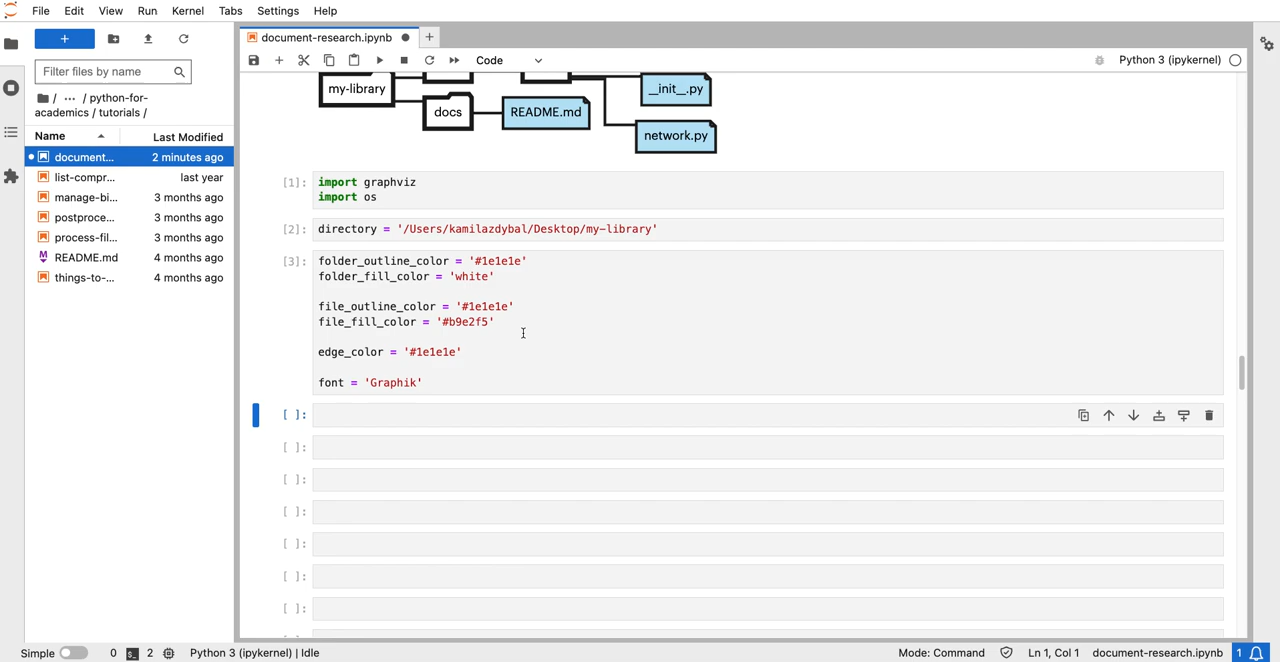 File Edit View Run Kernel Tabs Settings Help
document-research.ipynb
Code
Python 3 (ipykernel)
Filter files by name
/ ... / python-for-
academics / tutorials /
Name Last Modified
document... 2 minutes ago
list-compr... last year
manage-bi... 3 months ago
postproce... 3 months ago
process-fil... 3 months ago
README.md 4 months ago
things-to-... 4 months ago
my-library
__init__.py
docs
README.md
network.py
[1]: import graphviz
import os
[2]: directory = '/Users/kamilazdybal/Desktop/my-library'
[3]: folder_outline_color = '#1e1e1e'
folder_fill_color = 'white'
file_outline_color = '#1e1e1e'
file_fill_color = '#b9e2f5'
edge_color = '#1e1e1e'
font = 'Graphik'
[ ]:
[ ]:
[ ]:
[ ]:
[ ]:
[ ]:
[ ]:
Simple 0 2 Python 3 (ipykernel) | Idle Mode: Command Ln 1, Col 1 document-research.ipynb 1